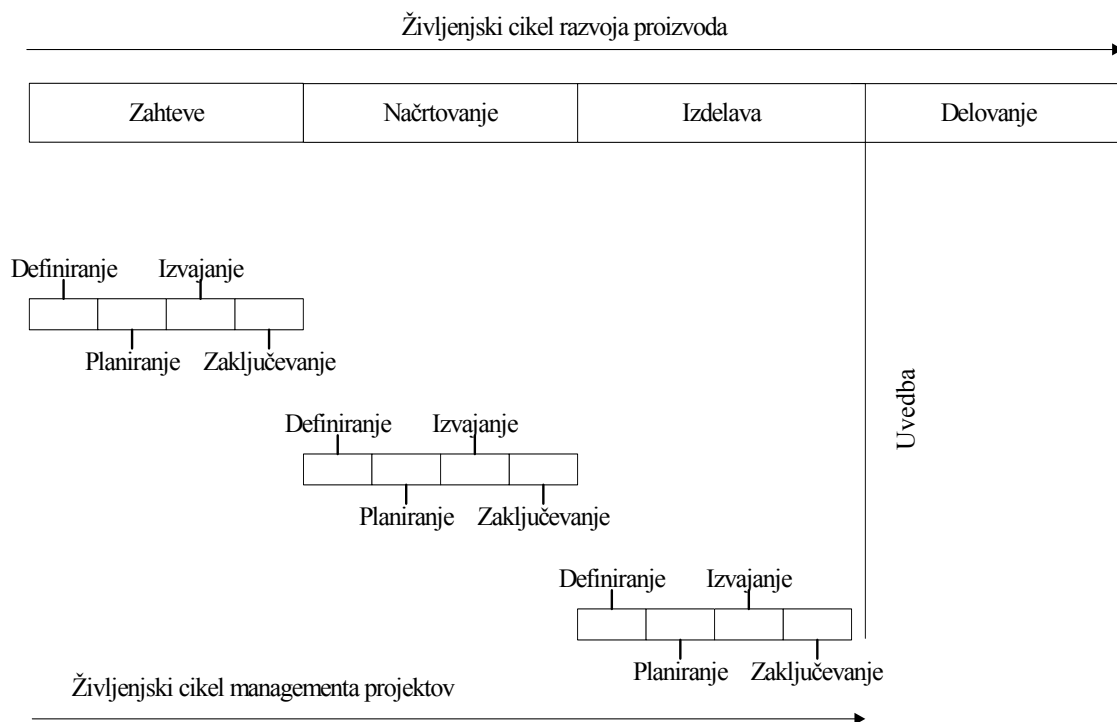 Življenjski cikel razvoja proizvoda
Zahteve
Načrtovanje
Izdelava
Delovanje
Definiranje
Izvajanje
Planiranje
Zaključevanje
Uvedba
Definiranje
Izvajanje
Planiranje
Zaključevanje
Definiranje
Izvajanje
Planiranje
Zaključevanje
Življenjski cikel managementa projektov